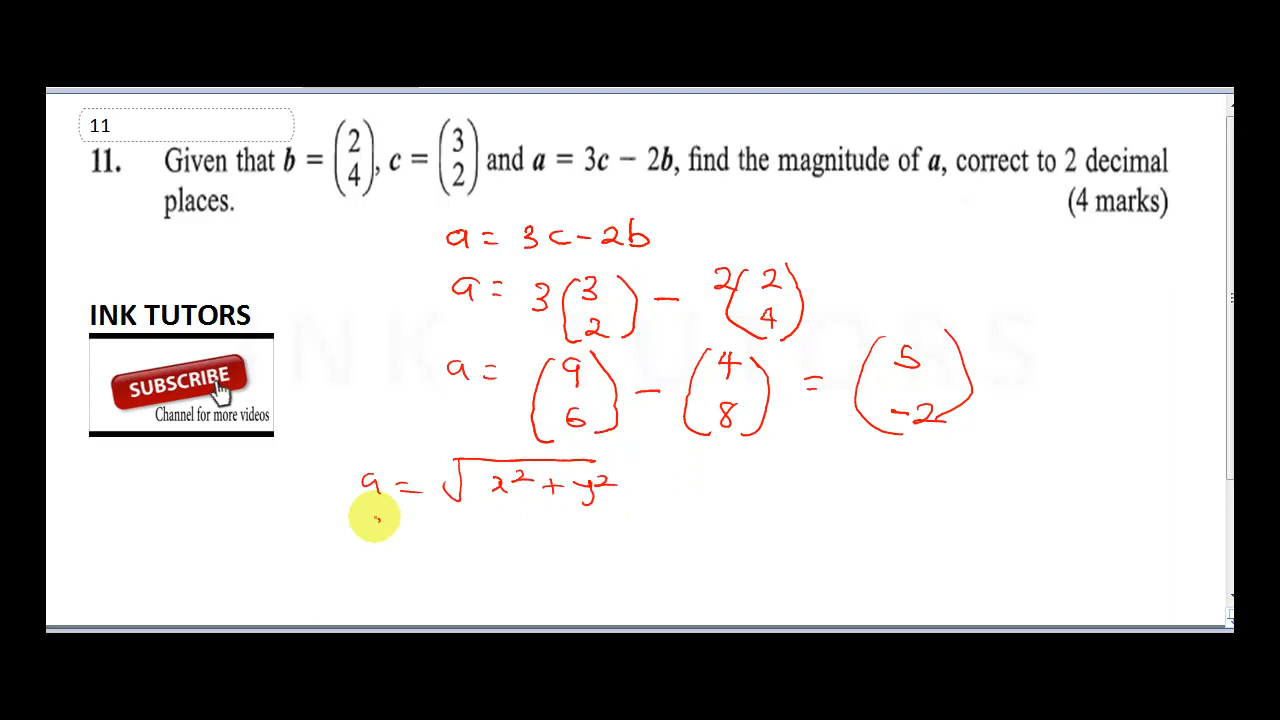 11
11. Given that b = (2 4), c = (3 2) and a = 3c − 2b, find the magnitude of a, correct to 2 decimal
places. (4 marks)
a = 3c - 2b
a = 3(3 2) - 2(2 4)
a = (9 6) - (4 8) = (5 -2)
a = √x² + y²
INK TUTORS
SUBSCRIBE
Channel for more videos
INK TUTORS